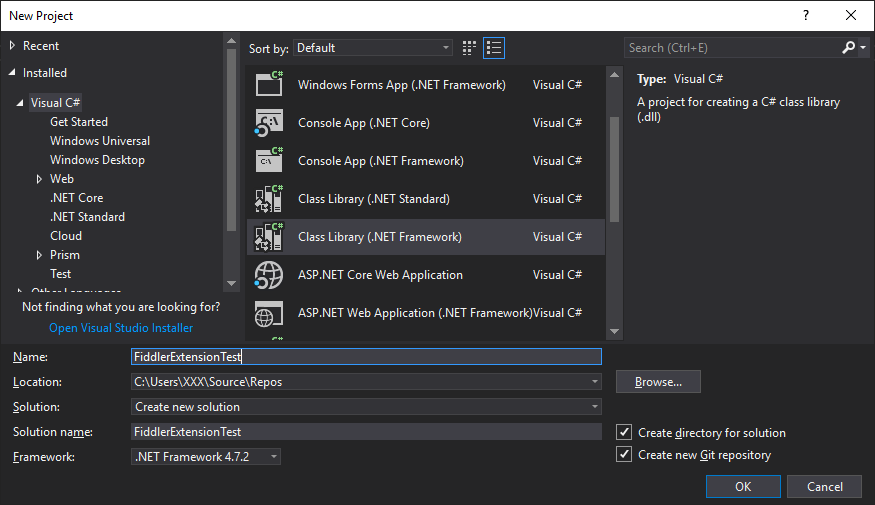 New Project
?
Recent
Installed
Visual C#
Get Started
Windows Universal
Windows Desktop
Web
.NET Core
.NET Standard
Cloud
Prism
Test
Other Languages
Not finding what you are looking for?
Open Visual Studio Installer
Sort by: Default
Windows Forms App (.NET Framework) Visual C#
Console App (.NET Core) Visual C#
Console App (.NET Framework) Visual C#
Class Library (.NET Standard) Visual C#
Class Library (.NET Framework) Visual C#
ASP.NET Core Web Application Visual C#
ASP.NET Web Application (.NET Framework) Visual C#
Search (Ctrl+E)
Type: Visual C#
A project for creating a C# class library
(.dll)
Name: FiddlerExtensionTest
Location: C:\Users\XXX\Source\Repos
Browse...
Solution: Create new solution
Solution name: FiddlerExtensionTest
Create directory for solution
Framework: .NET Framework 4.7.2
Create new Git repository
OK
Cancel